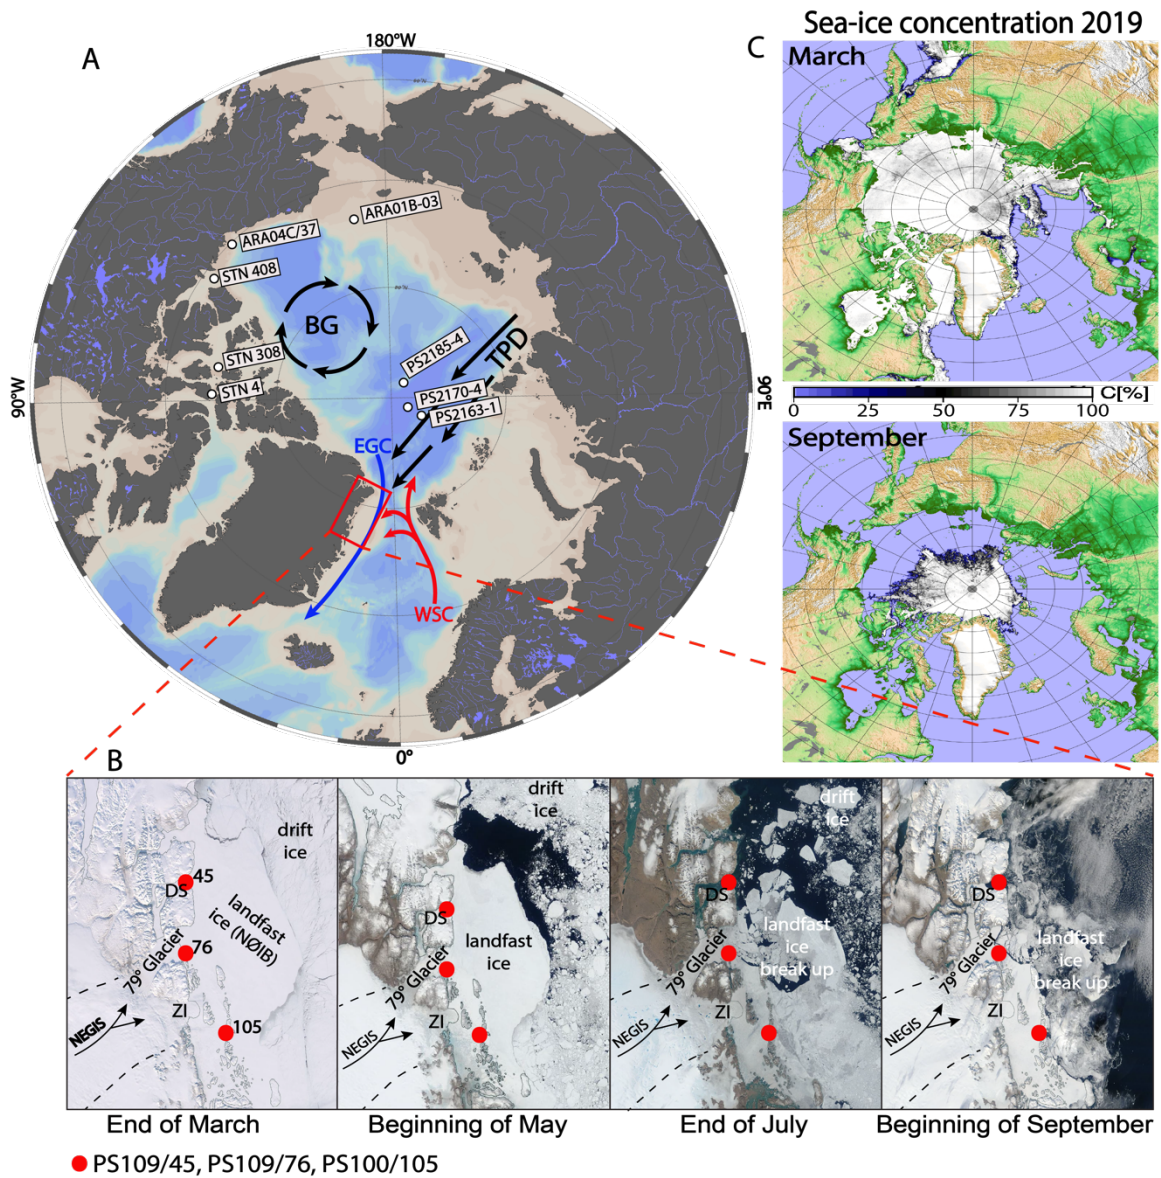 Sea-ice concentration 2019
A
180°W
C
March
ARA01B-03
ARA04C/37
STN 408
BG
PS2185-4
TPD
STN 308
STN 4
PS2170-4
PS2163-1
90°W
90°E
EGC
WSC
0°
C[%]
0 25 50 75 100
September
B
drift
ice
45
DS
landfast
ice (NØIB)
76
79° Glacier
ZI
NEGIS
105
End of March
drift
ice
DS
landfast
ice
79° Glacier
ZI
NEGIS
Beginning of May
drift
ice
DS
landfast
ice
break up
79° Glacier
ZI
NEGIS
End of July
DS
landfast
ice
break up
79° Glacier
ZI
NEGIS
Beginning of September
PS109/45, PS109/76, PS100/105